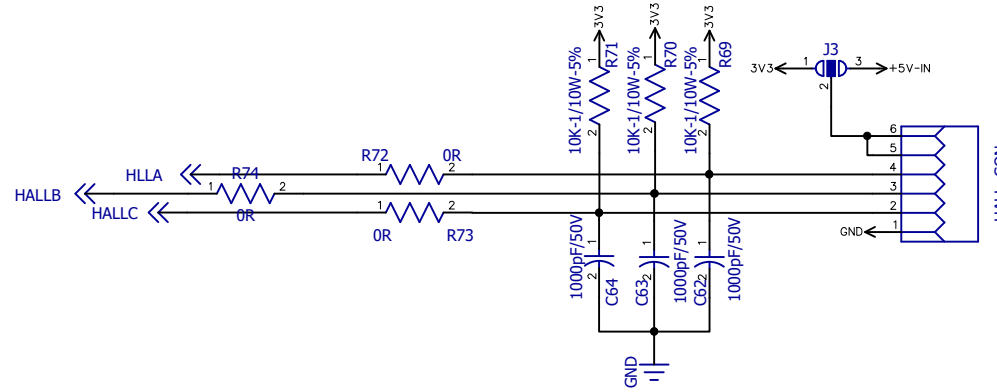 3V3
3V3
3V3
R71
R70
R69
10K-1/10W-5%
10K-1/10W-5%
10K-1/10W-5%
1
1
1
2
2
2
J3
3V3
1
3
+5V-IN
2
6
5
4
3
2
1
GND
R72
0R
1
2
HLLA
R74
1
2
0R
HALLB
HALLC
1
2
0R
R73
1
1
1
1000pF/50V
1000pF/50V
1000pF/50V
2
2
2
C64
C63
C62
GND